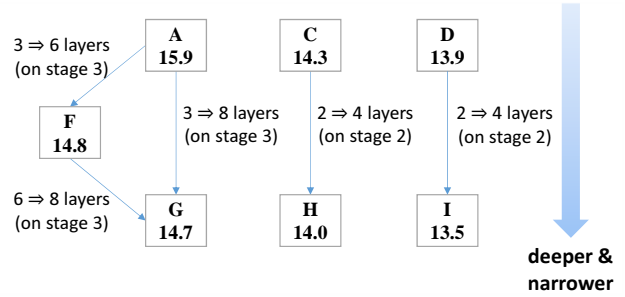 3 ⇒ 6 layers
(on stage 3)
A
15.9
C
14.3
D
13.9
F
14.8
3 ⇒ 8 layers
(on stage 3)
2 ⇒ 4 layers
(on stage 2)
2 ⇒ 4 layers
(on stage 2)
6 ⇒ 8 layers
(on stage 3)
G
14.7
H
14.0
I
13.5
deeper &
narrower